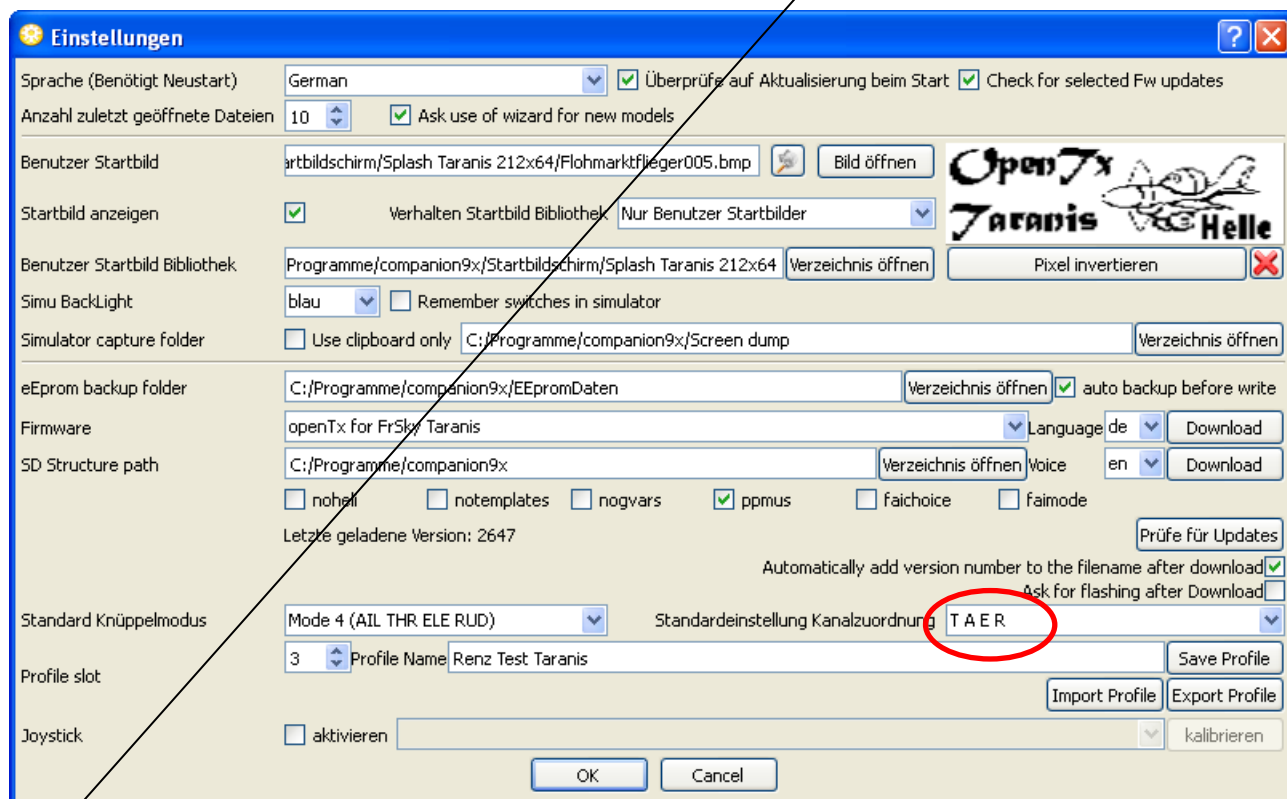 Einstellungen
Sprache (Benötigt Neustart) German Überprüfe auf Aktualisierung beim Start Check for selected Fw updates
Anzahl zuletzt geöffnete Dateien 10 Ask use of wizard for new models
Benutzer Startbild artbildschirm/Splash Taranis 212x64/Flohmarktflieger005.bmp Bild öffnen
OpenTx
Startbild anzeigen Verhalten Startbild Bibliothek Nur Benutzer Startbilder
Taranis Helle
Benutzer Startbild Bibliothek Programme/companion9x/Startbildschirm/Splash Taranis 212x64 Verzeichnis öffnen Pixel invertieren
Simu BackLight blau Remember switches in simulator
Simulator capture folder Use clipboard only C:/Programme/companion9x/Screen dump Verzeichnis öffnen
eEprom backup folder C:/Programme/companion9x/EEpromDaten Verzeichnis öffnen auto backup before write
Firmware openTx for FrSky Taranis Language de Download
SD Structure path C:/Programme/companion9x Verzeichnis öffnen Voice en Download
noheli notemplates nogvars ppmus faichoice faimode
Letzte geladene Version: 2647 Prüfe für Updates
Automatically add version number to the filename after download
Ask for flashing after Download
Standard Knüppelmodus Mode 4 (AIL THR ELE RUD) Standardeinstellung Kanalzuordnung T A E R
Profile slot 3 Profile Name Renz Test Taranis Save Profile
Import Profile Export Profile
Joystick aktivieren kalibrieren
OK Cancel